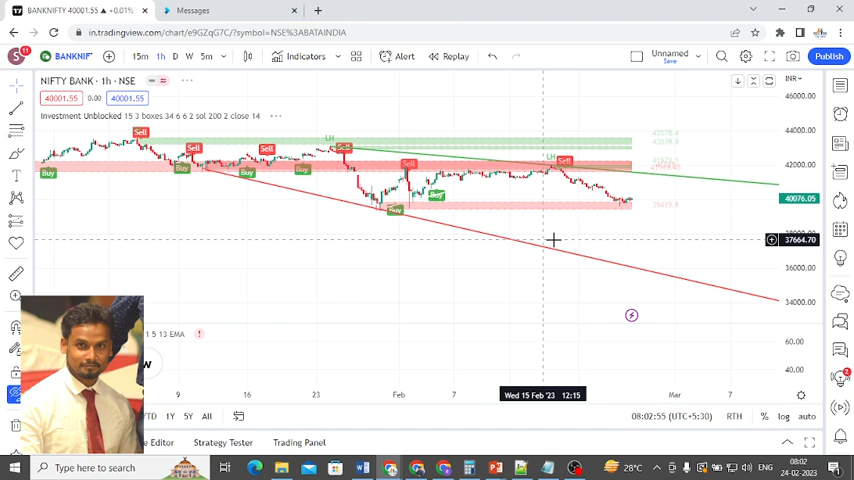 BANKNIFTY 40001.55 ▲ +0.01%
Messages
in.tradingview.com/chart/e9GZqG7C/?symbol=NSE%3ABATAINDIA
BANKNIF 15m 1h D W 5m Indicators Alert Replay Unnamed Save Publish
NIFTY BANK · 1h · NSE
INR
40001.55 0.00 40001.55
Investment Unblocked 15 3 boxes 34 6 6 2 sol 200 2 close 14
46000.00
44000.00
42000.00
40076.05
37664.70
36000.00
34000.00
60.00
40.00
Sell
LH
Sell
Sell
Sell
Sell
LH
Sell
Buy
Buy
Buy
Buy
Buy
Buy
39419.8
1 5 13 EMA
9 16 23 Feb 7 Wed 15 Feb '23 12:15 Mar 7
YTD 1Y 5Y All 08:02:55 (UTC+5:30) RTH % log auto
Editor Strategy Tester Trading Panel
Type here to search
28°C ENG 08:02
24-02-2023